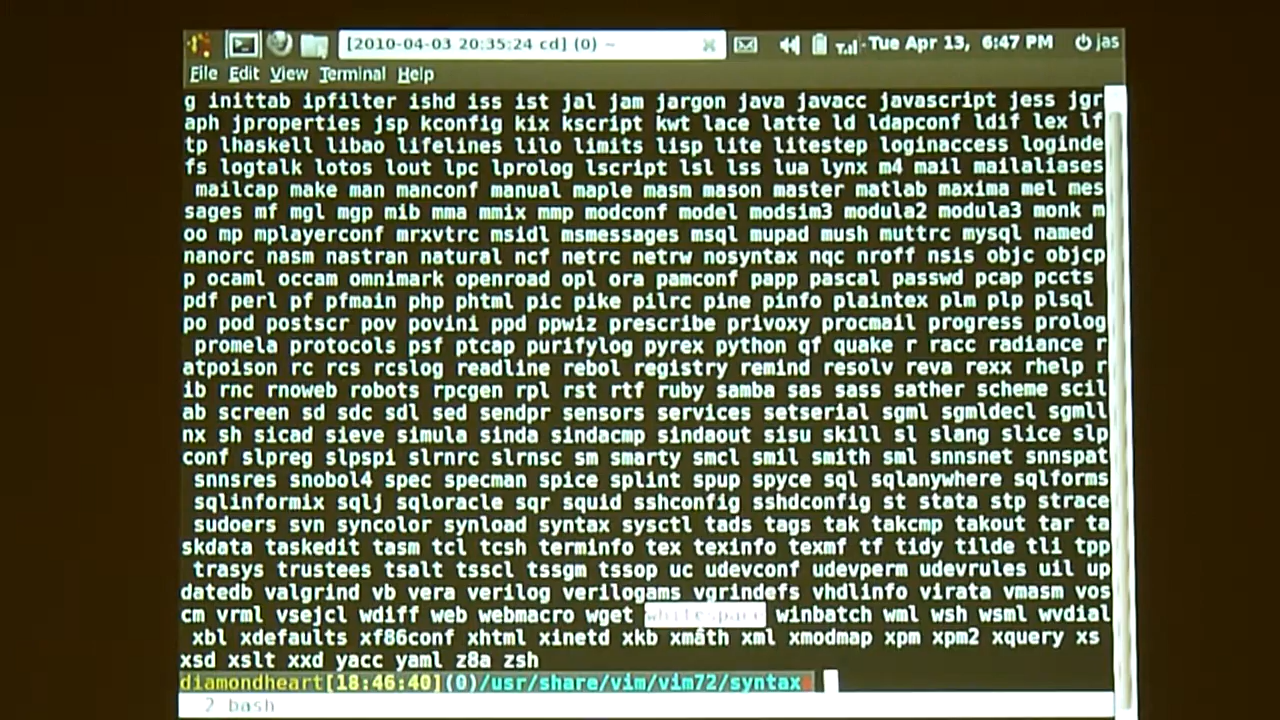 [2010-04-03 20:35:24 cd] (0) ~
Tue Apr 13, 6:47 PM jas
File Edit View Terminal Help
g inittab ipfilter ishd iss ist jal jam jargon java javacc javascript jess jgr
aph jproperties jsp kconfig kix kscript kwt lace latte ld ldapconf ldif lex lf
tp lhaskell libao lifelines lilo limits lisp lite litestep loginaccess loginde
fs logtalk lotos lout lpc lprolog lscript lsl lss lua lynx m4 mail mailaliases
mailcap make man manconf manual maple masm mason master matlab maxima mel mes
sages mf mgl mgp mib mma mmix mmp modconf model modsim3 modula2 modula3 monk m
oo mp mplayerconf mrxvtrc msidl msmessages msql mupad mush muttrc mysql named
nanorc nasm nastran natural ncf netrc netrw nosyntax nqc nroff nsis objc objcp
p ocaml occam omnimark openroad opl ora pamconf papp pascal passwd pcap pccts
pdf perl pf pfmain php phtml pic pike pilrc pine pinfo plaintex plm plp plsql
po pod postscr pov povini ppd ppwiz prescribe privoxy procmail progress prolog
promela protocols psf ptcap purifylog pyrex python qf quake r racc radiance r
atpoison rc rcs rcslog readline rebol registry remind resolv reva rexx rhelp r
ib rnc rnoweb robots rpcgen rpl rst rtf ruby samba sas sass sather scheme scil
ab screen sd sdc sdl sed sendpr sensors services setserial sgml sgmldecl sgmll
nx sh sicad sieve simula sinda sindacmp sindaout sisu skill sl slang slice slp
conf slpreg slpspi slrnrc slrnsc sm smarty smcl smil smith sml snnsnet snnspat
snnsres snobol4 spec specman spice splint spup spyce sql sqlanywhere sqlforms
sqlinformix sqlj sqloracle sqr squid sshconfig sshdconfig st stata stp strace
sudoers svn syncolor synload syntax sysctl tads tags tak takcmp takout tar ta
skdata taskedit tasm tcl tcsh terminfo tex texinfo texmf tf tidy tilde tli tpp
trasys trustees tsalt tsscl tssgm tssop uc udevconf udevperm udevrules uil up
datedb valgrind vb vera verilog verilogams vgrindefs vhdlinfo virata vmasm vos
cm vrml vsejcl wdiff web webmacro wget whitespace winbatch wml wsh wsml wvdial
xbl xdefaults xf86conf xhtml xinetd xkb xmath xml xmodmap xpm xpm2 xquery xs
xsd xslt xxd yacc yaml z8a zsh
diamondheart[18:46:40](0)/usr/share/vim/vim72/syntax
2 bash